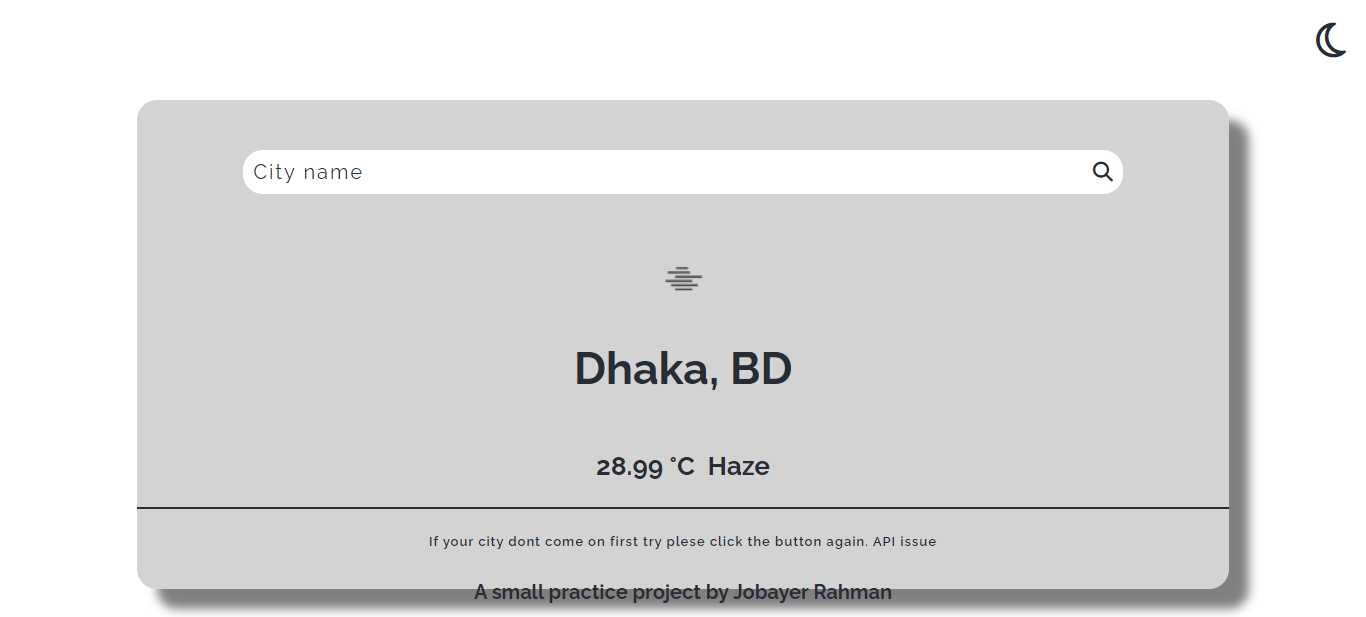 City name
Dhaka, BD
28.99 °C Haze
If your city dont come on first try plese click the button again. API issue
A small practice project by Jobayer Rahman